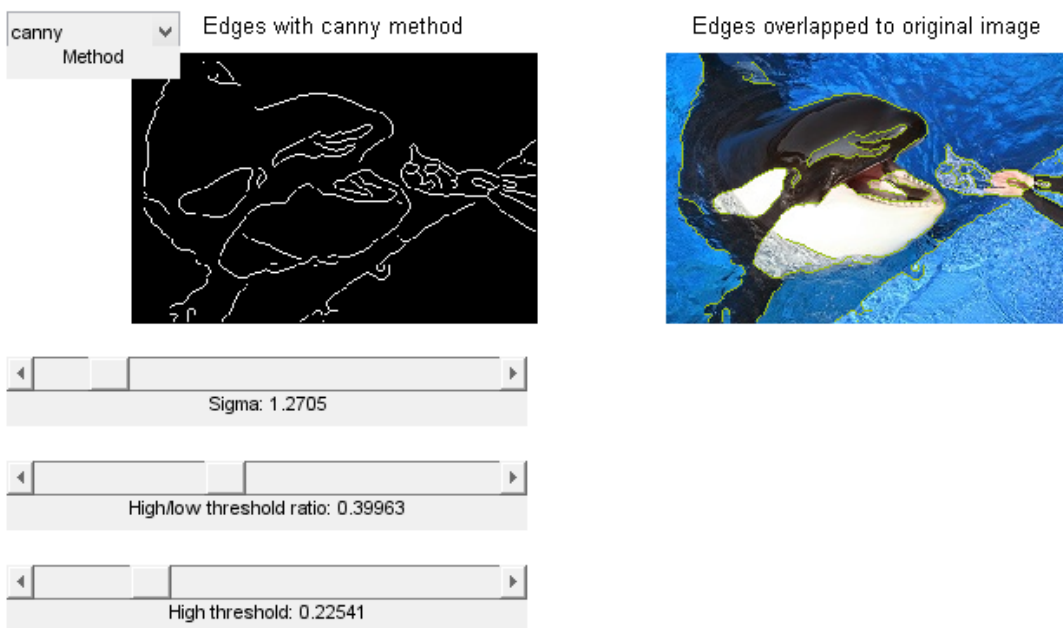 canny
Method
Edges with canny method
Edges overlapped to original image
Sigma: 1.2705
High/low threshold ratio: 0.39963
High threshold: 0.22541